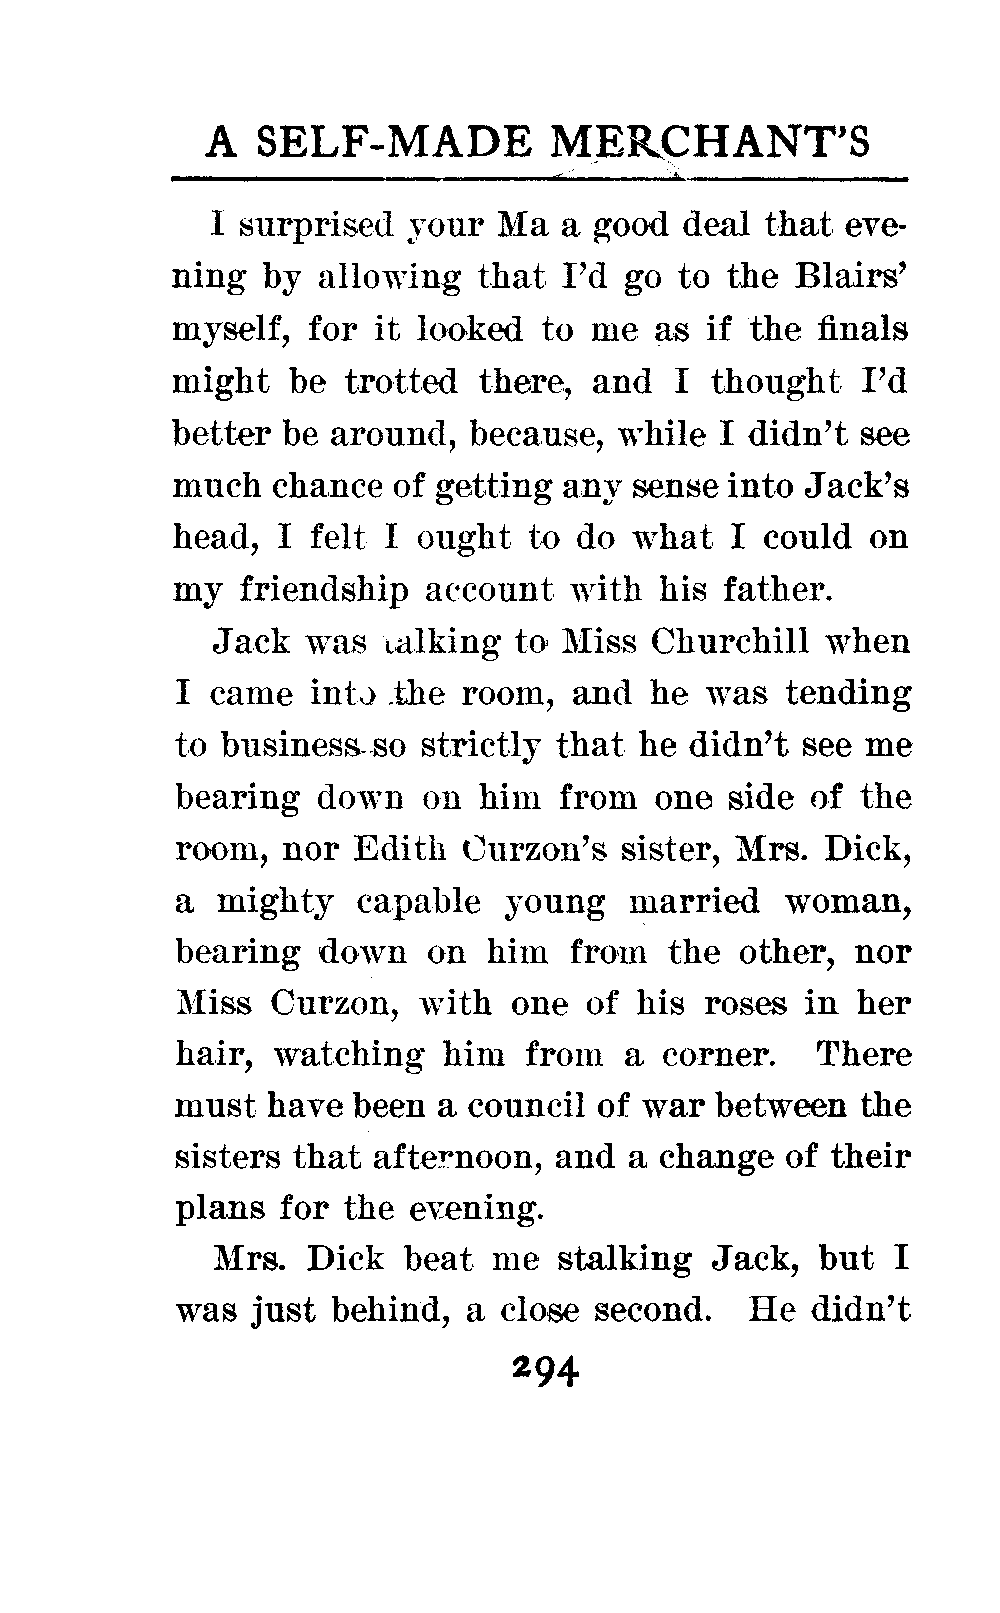 A SELF-MADE MERCHANT'S
I surprised your Ma a good deal that eve-
ning by allowing that I'd go to the Blairs'
myself, for it looked to me as if the finals
might be trotted there, and I thought I'd
better be around, because, while I didn't see
much chance of getting any sense into Jack's
head, I felt I ought to do what I could on
my friendship account with his father.
Jack was talking to Miss Churchill when
I came into the room, and he was tending
to business so strictly that he didn't see me
bearing down on him from one side of the
room, nor Edith Curzon's sister, Mrs. Dick,
a mighty capable young married woman,
bearing down on him from the other, nor
Miss Curzon, with one of his roses in her
hair, watching him from a corner. There
must have been a council of war between the
sisters that afternoon, and a change of their
plans for the evening.
Mrs. Dick beat me stalking Jack, but I
was just behind, a close second. He didn't
294